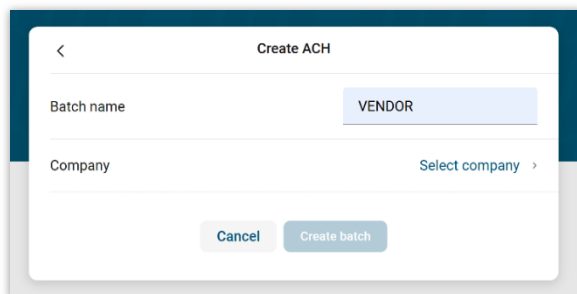 Create ACH
Batch name VENDOR
Company Select company
Cancel Create batch